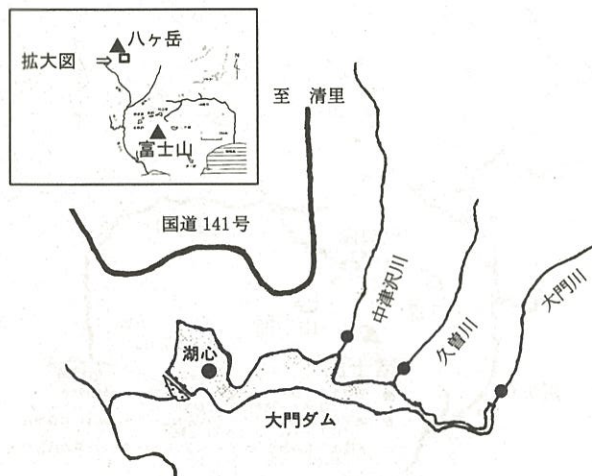 八ヶ岳
拡大図 ⇒
富士山
N
至 清里
国道 141号
中津沢川
久曽川
大門川
湖心
大門ダム